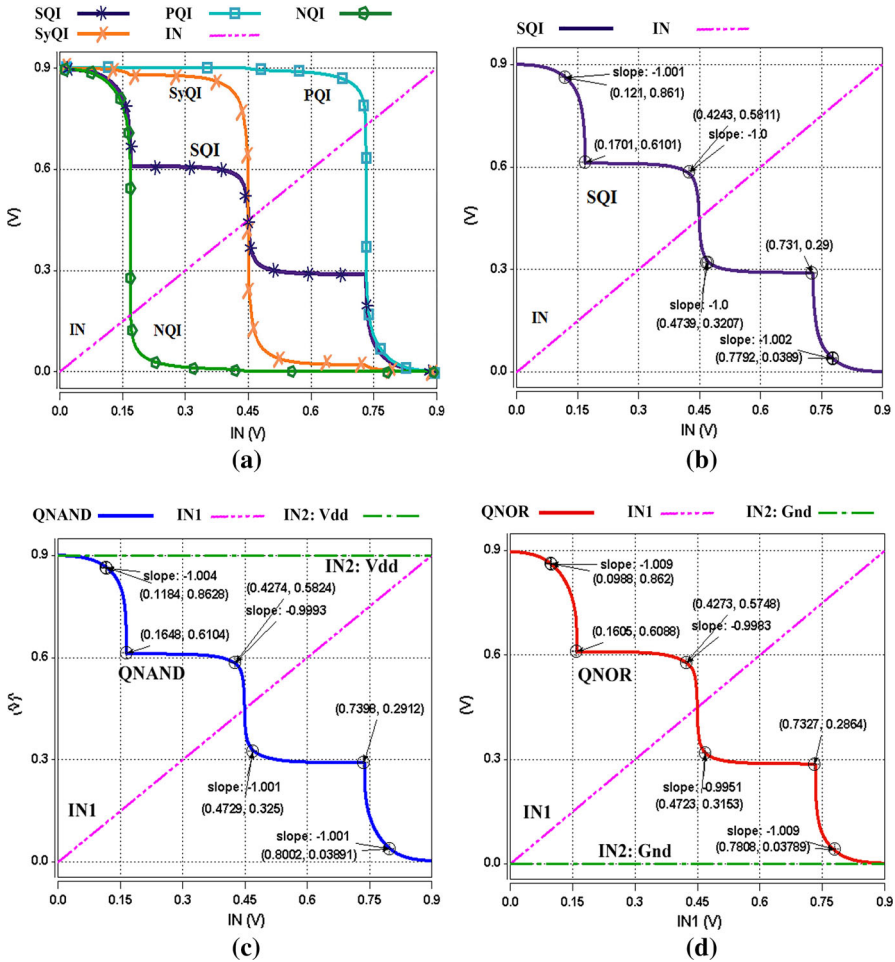 SQI PQI NQI
SyQI IN
0.9
0.6
0.3
0.0
(V)
SyQI
PQI
SQI
IN
NQI
0.0 0.15 0.3 0.45 0.6 0.75 0.9
IN (V)
(a)
SQI IN
0.9
0.6
0.3
0.0
(V)
slope: -1.001
(0.121, 0.861)
(0.4243, 0.5811)
slope: -1.0
(0.1701, 0.6101)
SQI
(0.731, 0.29)
slope: -1.0
(0.4739, 0.3207)
IN
slope: -1.002
(0.7792, 0.0389)
0.0 0.15 0.3 0.45 0.6 0.75 0.9
IN (V)
(b)
QNAND IN1 IN2: Vdd
0.9
0.6
0.3
0.0
(V)
IN2: Vdd
slope: -1.004
(0.1184, 0.8628)
(0.4274, 0.5824)
slope: -0.9993
(0.1648, 0.6104)
QNAND
(0.7398, 0.2912)
slope: -1.001
(0.4729, 0.325)
IN1
slope: -1.001
(0.8002, 0.03891)
0.0 0.15 0.3 0.45 0.6 0.75 0.9
IN (V)
(c)
QNOR IN1 IN2: Gnd
0.9
0.6
0.3
0.0
(V)
slope: -1.009
(0.0988, 0.862)
(0.4273, 0.5748)
slope: -0.9983
(0.1605, 0.6088)
QNOR
(0.7327, 0.2864)
slope: -0.9951
(0.4723, 0.3153)
IN1
slope: -1.009
(0.7808, 0.03789)
IN2: Gnd
0.0 0.15 0.3 0.45 0.6 0.75 0.9
IN1 (V)
(d)